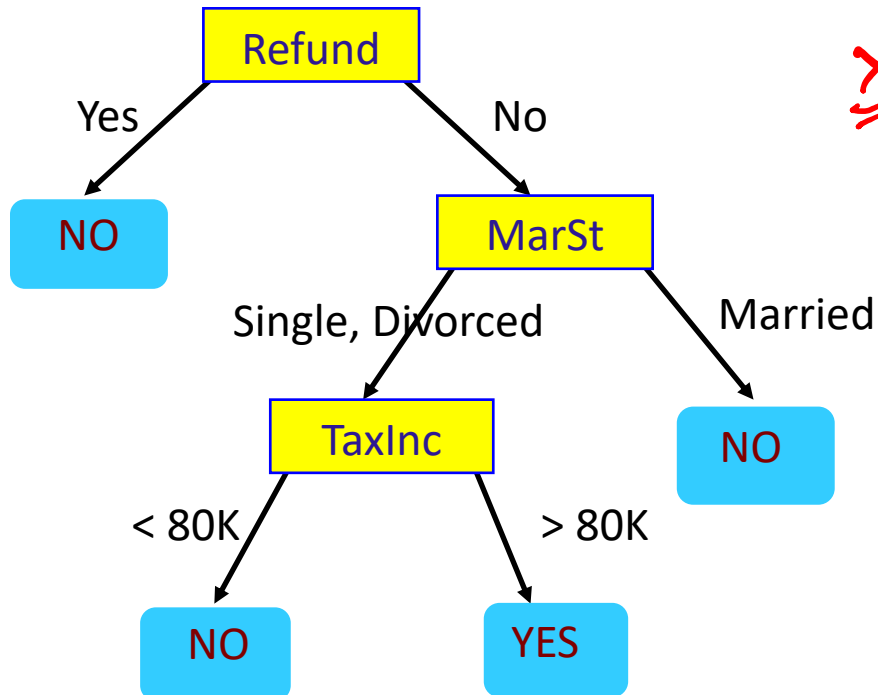 Refund
Yes
No
NO
MarSt
Single, Divorced
Married
TaxInc
NO
< 80K
> 80K
NO
YES